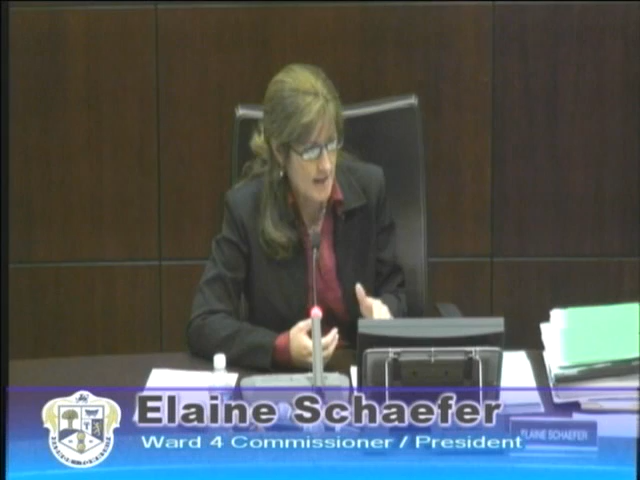 Elaine Schaefer
Ward 4 Commissioner / President
ELAINE SCHAEFER